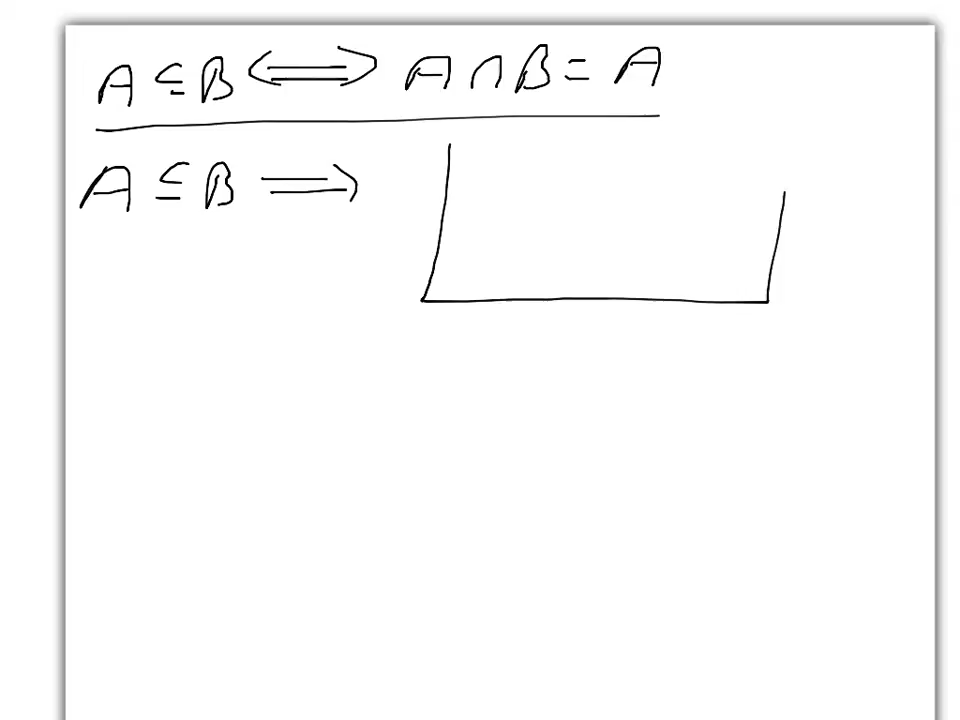 A ⊆ B ⟺ A ∩ B = A
A ⊆ B ⟹